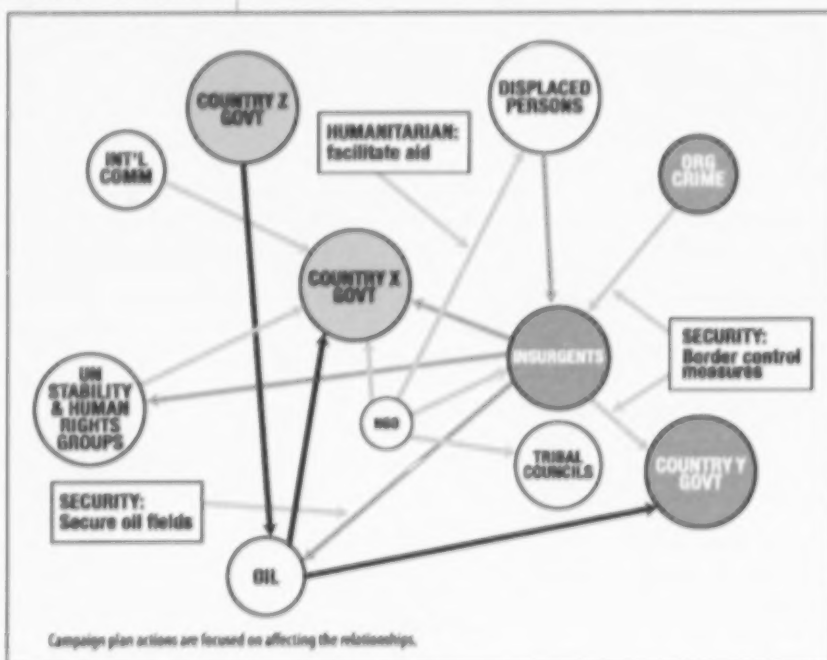 COUNTRY Z
GOVT
DISPLACED
PERSONS
HUMANITARIAN:
facilitate aid
INT'L
COMM
ORG
CRIME
COUNTRY X
GOVT
INSURGENTS
SECURITY:
Border control
measures
UN
STABILITY
& HUMAN
RIGHTS
GROUPS
NGO
TRIBAL
COUNCILS
COUNTRY Y
GOVT
SECURITY:
Secure oil fields
OIL
Campaign plan actions are focused on affecting the relationships.